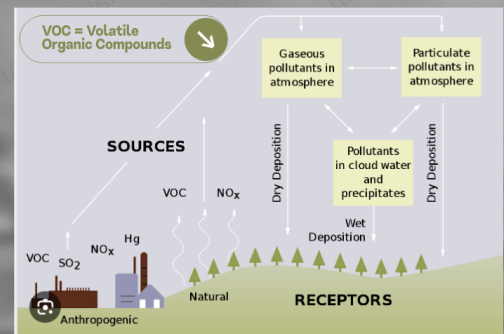 VOC = Volatile
Organic Compounds
Gaseous
pollutants in
atmosphere
Particulate
pollutants in
atmosphere
SOURCES
Pollutants
in cloud water
and
precipitates
Dry Deposition
Dry Deposition
VOC
NOx
Wet
Deposition
VOC
SO2
NOx
Hg
Natural
RECEPTORS
Anthropogenic